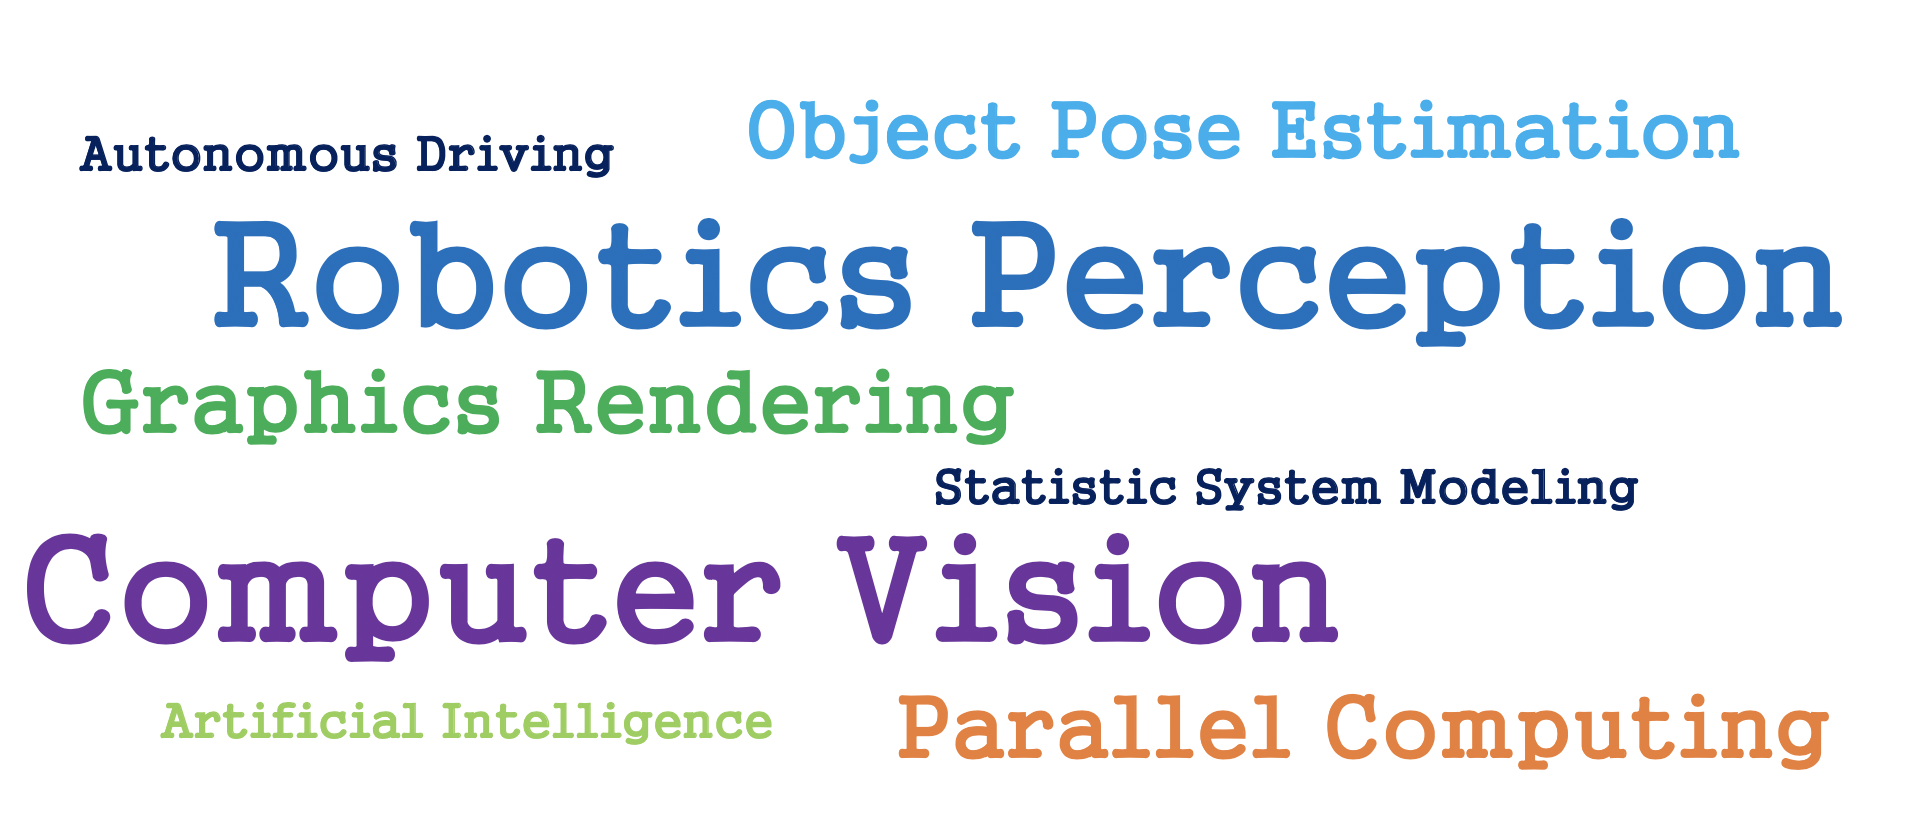 Autonomous Driving
Object Pose Estimation
Robotics Perception
Graphics Rendering
Statistic System Modeling
Computer Vision
Artificial Intelligence
Parallel Computing